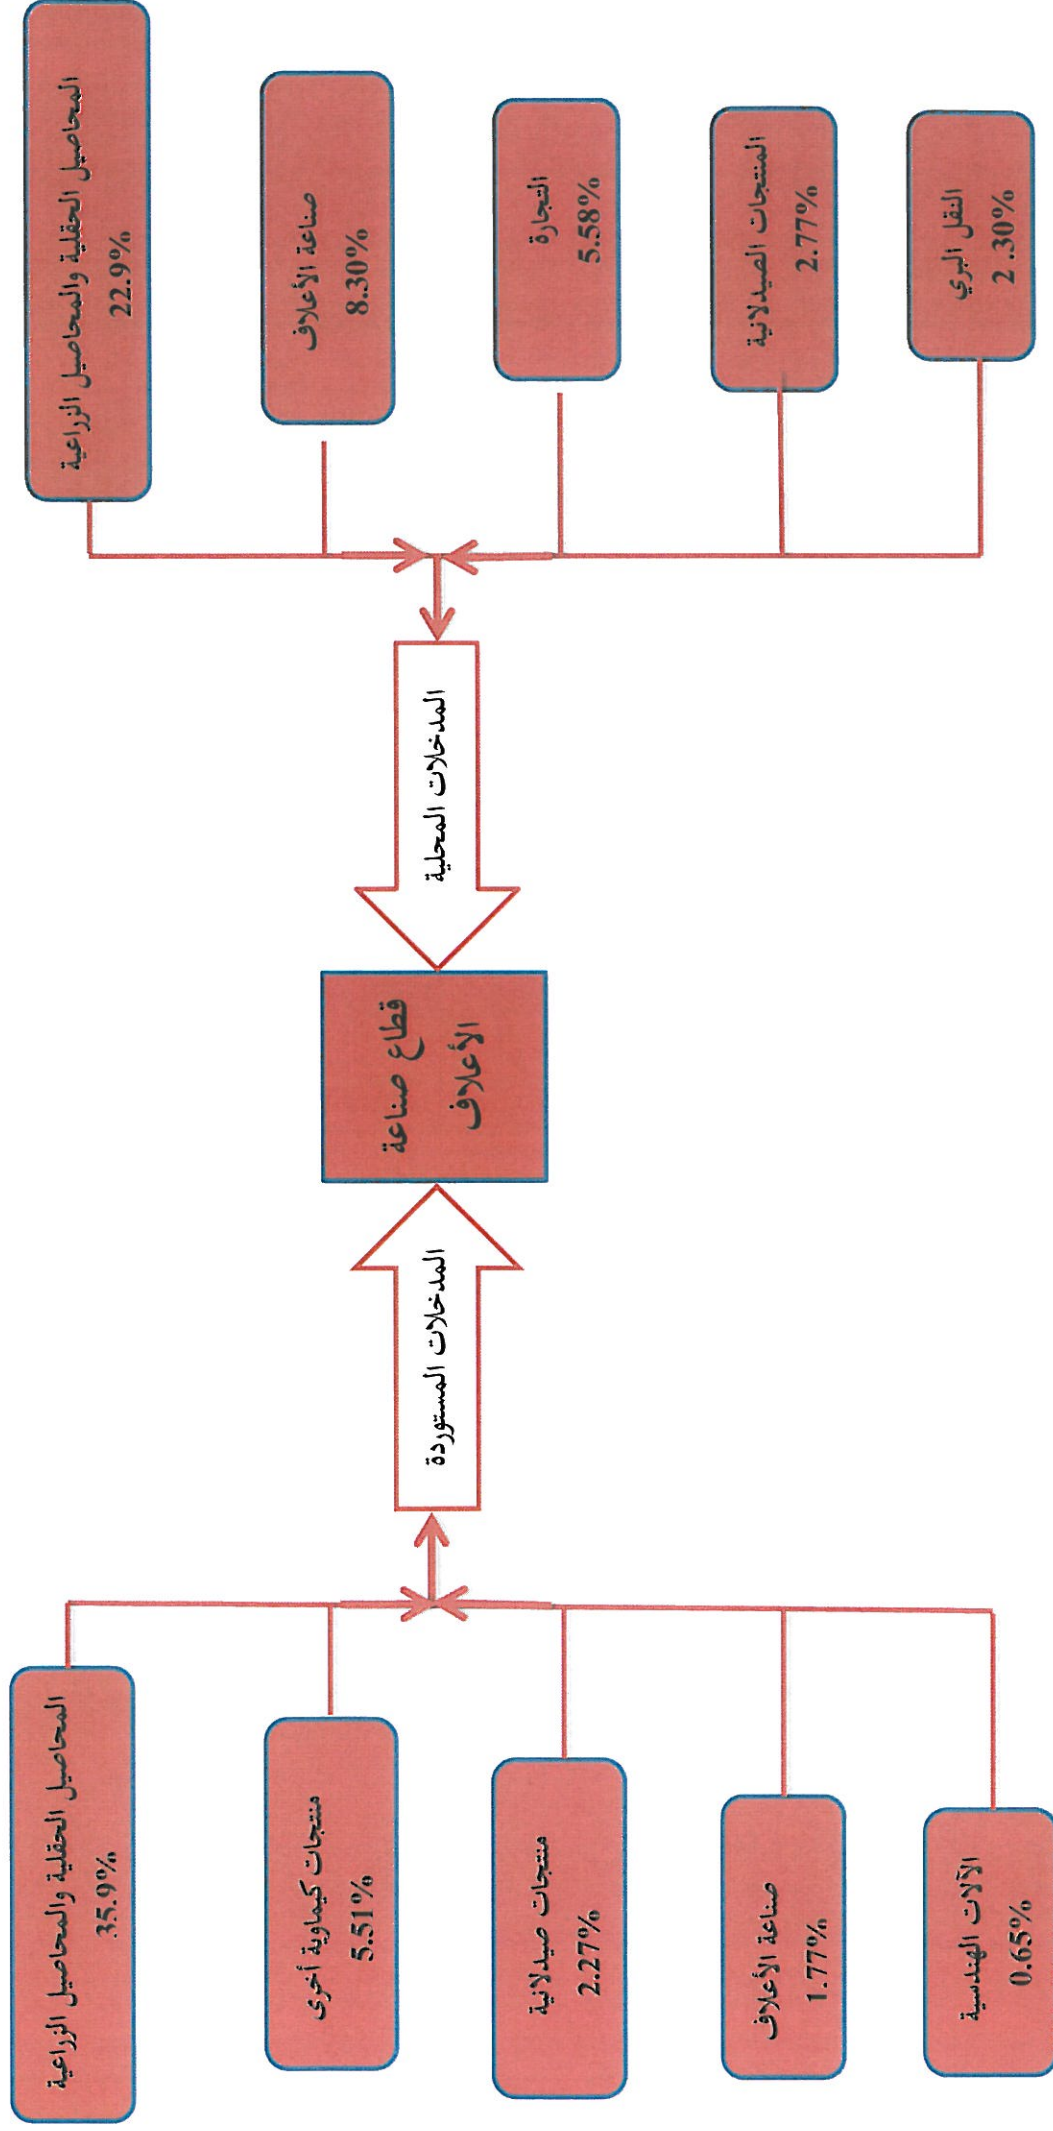 المحاصيل الحقلية والمحاصيل الزراعية
22.9%
صناعة الأعلاف
8.30%
التجارة
5.58%
المنتجات الصيدلانية
2.77%
النقل البري
2 .30%
المدخلات المحلية
قطاع صناعة
الأعلاف
المدخلات المستوردة
المحاصيل الحقلية والمحاصيل الزراعية
35.9%
منتجات كيماوية أخرى
5.51%
منتجات صيدلانية
2.27%
صناعة الأعلاف
1.77%
الآلات الهندسية
0.65%